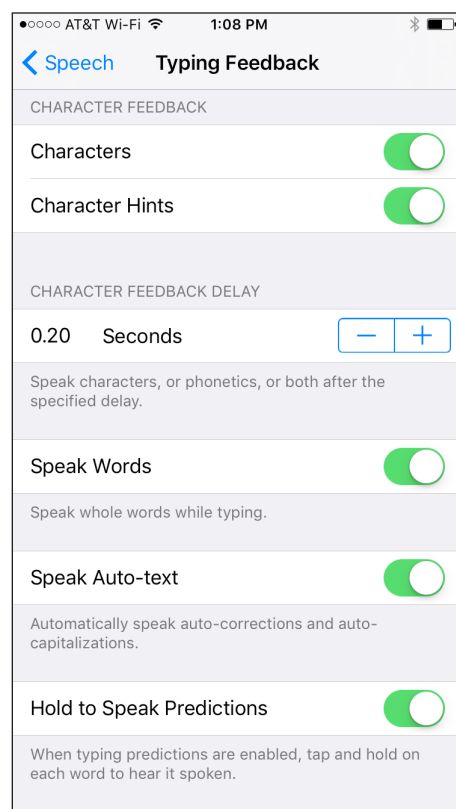 ●○○○○ AT&T Wi-Fi 1:08 PM
Speech Typing Feedback
CHARACTER FEEDBACK
Characters
Character Hints
CHARACTER FEEDBACK DELAY
0.20 Seconds − +
Speak characters, or phonetics, or both after the
specified delay.
Speak Words
Speak whole words while typing.
Speak Auto-text
Automatically speak auto-corrections and auto-
capitalizations.
Hold to Speak Predictions
When typing predictions are enabled, tap and hold on
each word to hear it spoken.